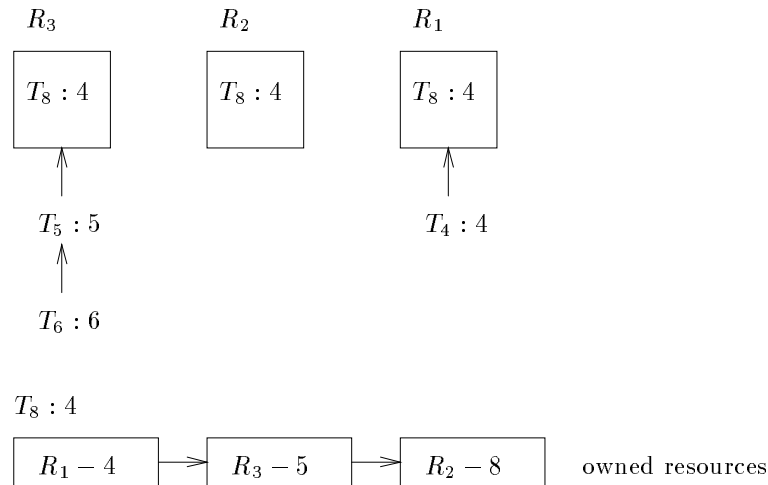 R₃ R₂ R₁
T₈ : 4 T₈ : 4 T₈ : 4
T₅ : 5 T₄ : 4
T₆ : 6
T₈ : 4
R₁ − 4 R₃ − 5 R₂ − 8 owned resources